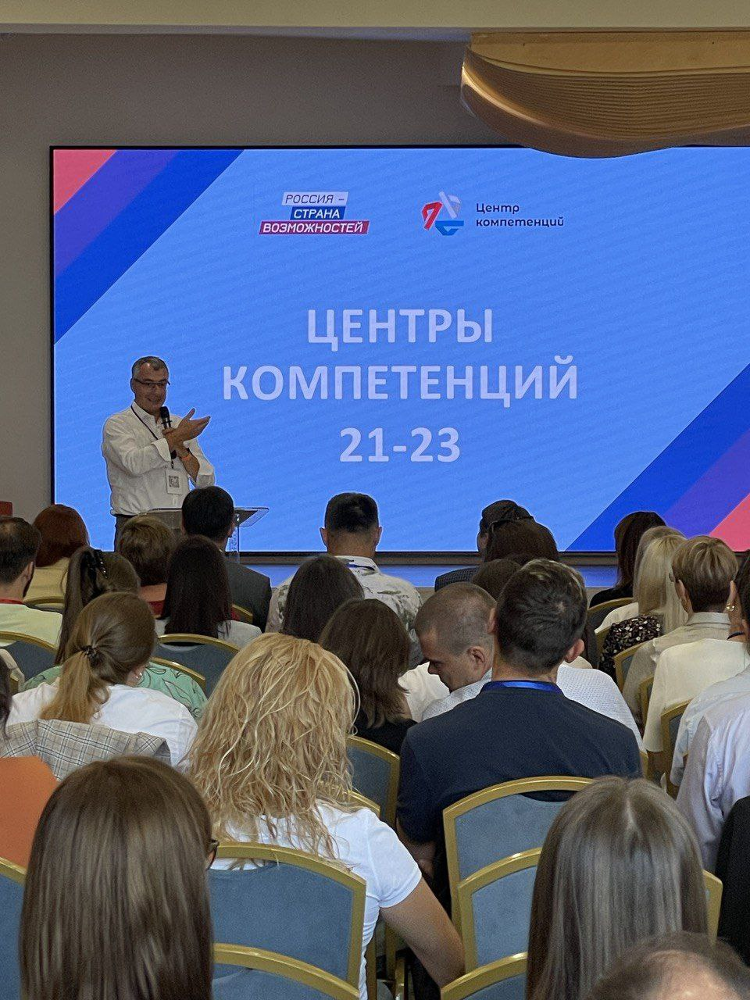 РОССИЯ –
СТРАНА
ВОЗМОЖНОСТЕЙ
Центр
компетенций
ЦЕНТРЫ
КОМПЕТЕНЦИЙ
21-23